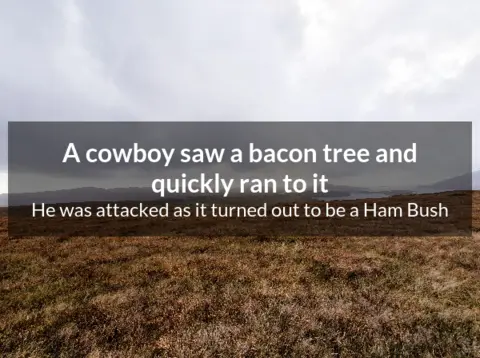 A cowboy saw a bacon tree and
quickly ran to it
He was attacked as it turned out to be a Ham Bush